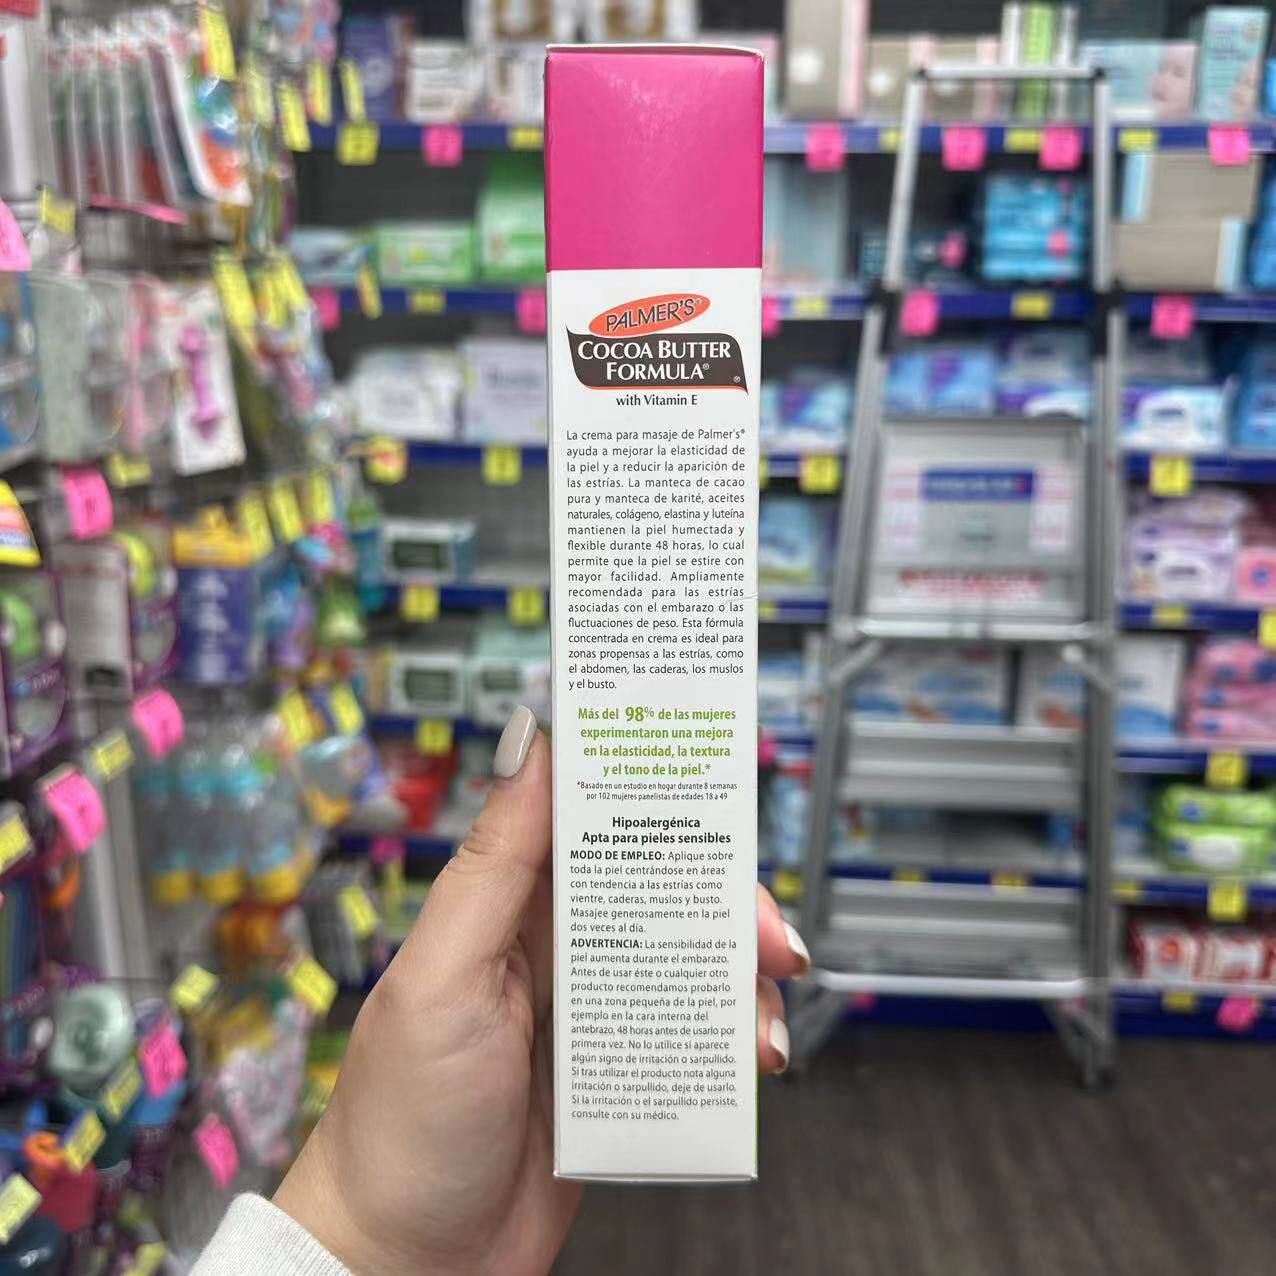 PALMER'S®
COCOA BUTTER
FORMULA®
®
with Vitamin E
La crema para masaje de Palmer's®
ayuda a mejorar la elasticidad de
la piel y a reducir la aparición de
las estrías. La manteca de cacao
pura y manteca de karité, aceites
naturales, colágeno, elastina y luteína
mantienen la piel humectada y
flexible durante 48 horas, lo cual
permite que la piel se estire con
mayor facilidad. Ampliamente
recomendada para las estrías
asociadas con el embarazo o las
fluctuaciones de peso. Esta fórmula
concentrada en crema es ideal para
zonas propensas a las estrías, como
el abdomen, las caderas, los muslos
y el busto.
Más del 98% de las mujeres
experimentaron una mejora
en la elasticidad, la textura
y el tono de la piel.*
*Basado en un estudio en hogar durante 8 semanas
por 102 mujeres panelistas de edades 18 a 49
Hipoalergénica
Apta para pieles sensibles
MODO DE EMPLEO: Aplique sobre
toda la piel centrándose en áreas
con tendencia a las estrías como
vientre, caderas, muslos y busto.
Masajee generosamente en la piel
dos veces al día.
ADVERTENCIA: La sensibilidad de la
piel aumenta durante el embarazo.
Antes de usar éste o cualquier otro
producto recomendamos probarlo
en una zona pequeña de la piel, por
ejemplo en la cara interna del
antebrazo, 48 horas antes de usarlo por
primera vez. No lo utilice si aparece
algún signo de irritación o sarpullido.
Si tras utilizar el producto nota alguna
irritación o sarpullido, deje de usarlo.
Si la irritación o el sarpullido persiste,
consulte con su médico.